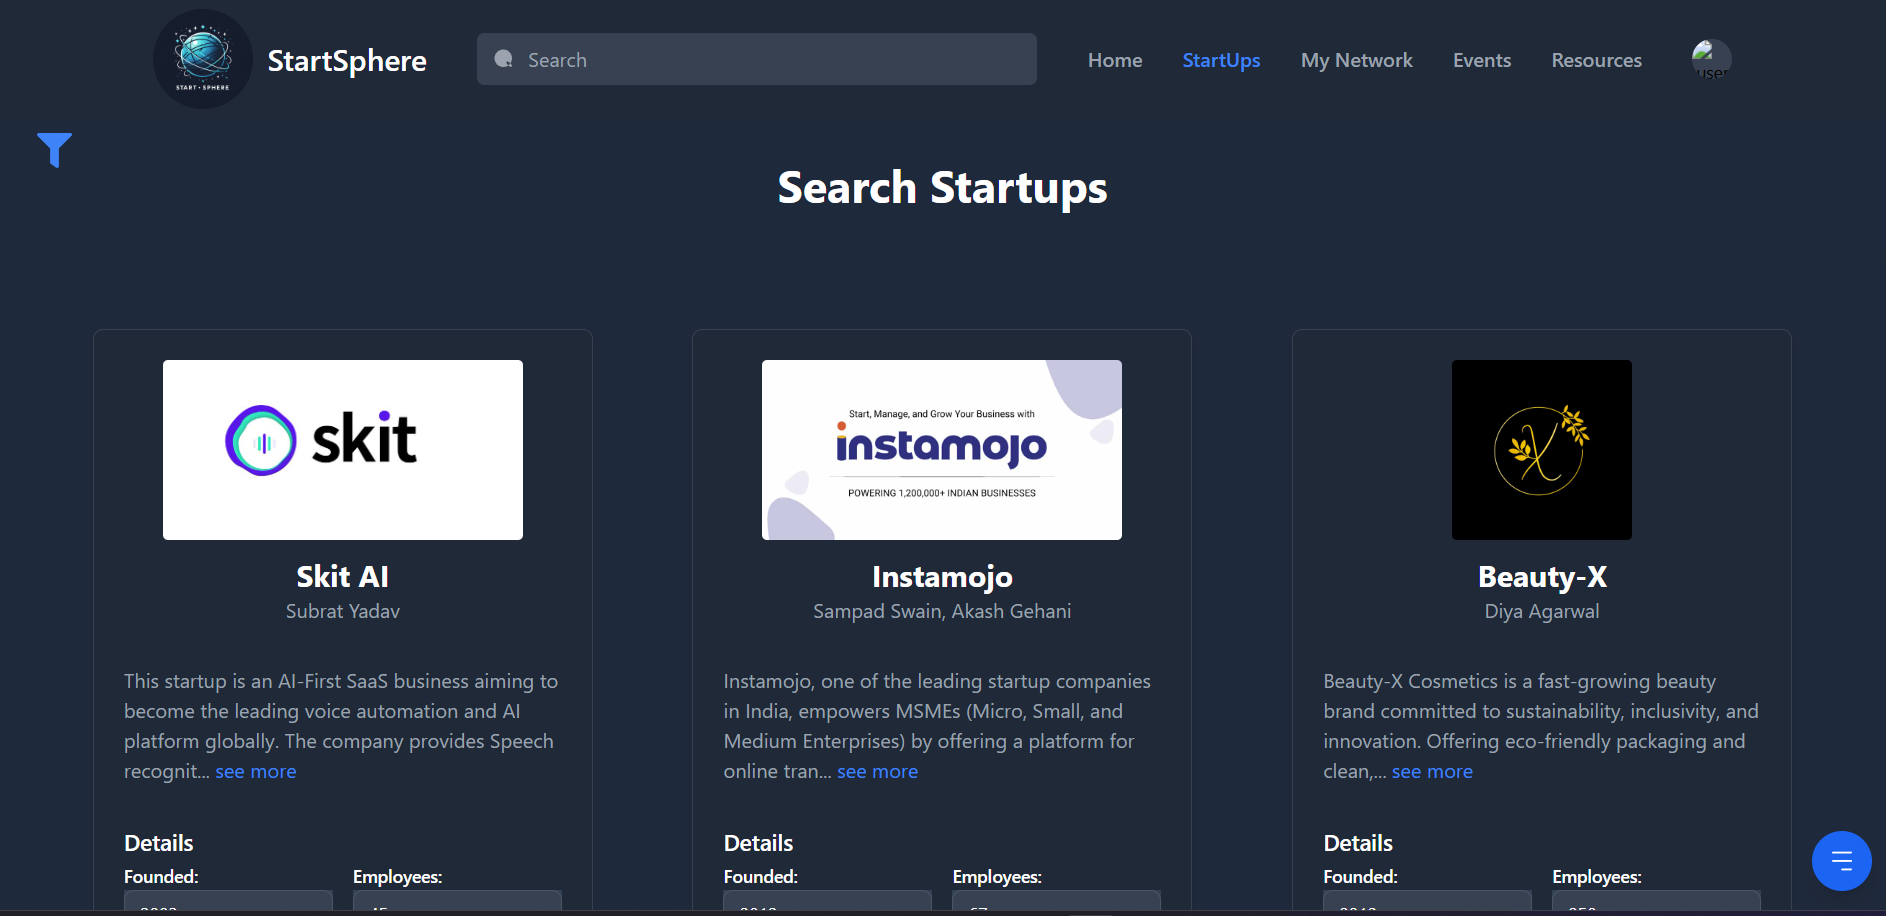 START • SPHERE
StartSphere
Search
Home
StartUps
My Network
Events
Resources
user
Search Startups
skit
Skit AI
Subrat Yadav
This startup is an AI-First SaaS business aiming to
become the leading voice automation and AI
platform globally. The company provides Speech
recognit... see more
Details
Founded:
Employees:
Start, Manage, and Grow Your Business with
instamojo
POWERING 1,200,000+ INDIAN BUSINESSES
Instamojo
Sampad Swain, Akash Gehani
Instamojo, one of the leading startup companies
in India, empowers MSMEs (Micro, Small, and
Medium Enterprises) by offering a platform for
online tran... see more
Details
Founded:
Employees:
X
Beauty-X
Diya Agarwal
Beauty-X Cosmetics is a fast-growing beauty
brand committed to sustainability, inclusivity, and
innovation. Offering eco-friendly packaging and
clean,... see more
Details
Founded:
Employees: